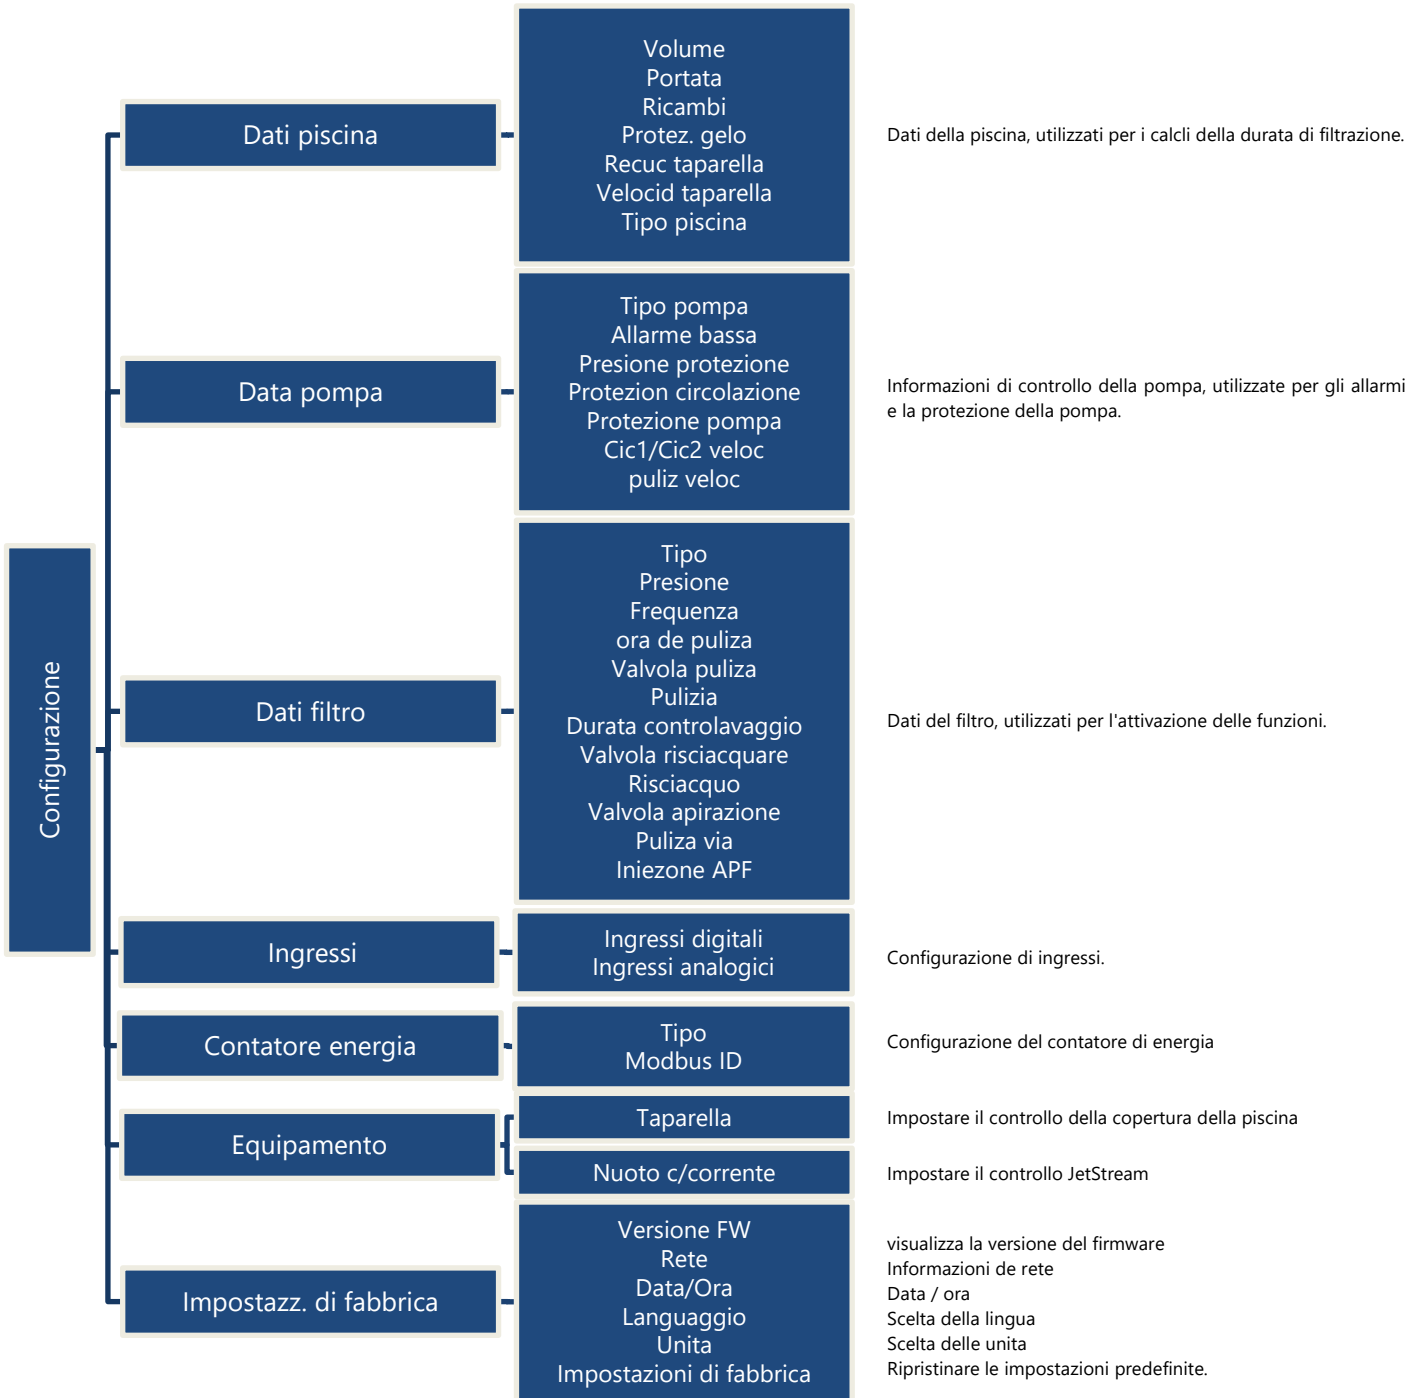 Configurazione
Dati piscina
Volume
Portata
Ricambi
Protez. gelo
Recuc taparella
Velocid taparella
Tipo piscina
Dati della piscina, utilizzati per i calcli della durata di filtrazione.
Data pompa
Tipo pompa
Allarme bassa
Presione protezione
Protezion circolazione
Protezione pompa
Cic1/Cic2 veloc
puliz veloc
Informazioni di controllo della pompa, utilizzate per gli allarmi
e la protezione della pompa.
Dati filtro
Tipo
Presione
Frequenza
ora de puliza
Valvola puliza
Pulizia
Durata controlavaggio
Valvola risciacquare
Risciacquo
Valvola apirazione
Puliza via
Iniezone APF
Dati del filtro, utilizzati per l'attivazione delle funzioni.
Ingressi
Ingressi digitali
Ingressi analogici
Configurazione di ingressi.
Contatore energia
Tipo
Modbus ID
Configurazione del contatore di energia
Equipamento
Taparella
Impostare il controllo della copertura della piscina
Nuoto c/corrente
Impostare il controllo JetStream
Impostazz. di fabbrica
Versione FW
Rete
Data/Ora
Languaggio
Unita
Impostazioni di fabbrica
visualizza la versione del firmware
Informazioni de rete
Data / ora
Scelta della lingua
Scelta delle unita
Ripristinare le impostazioni predefinite.